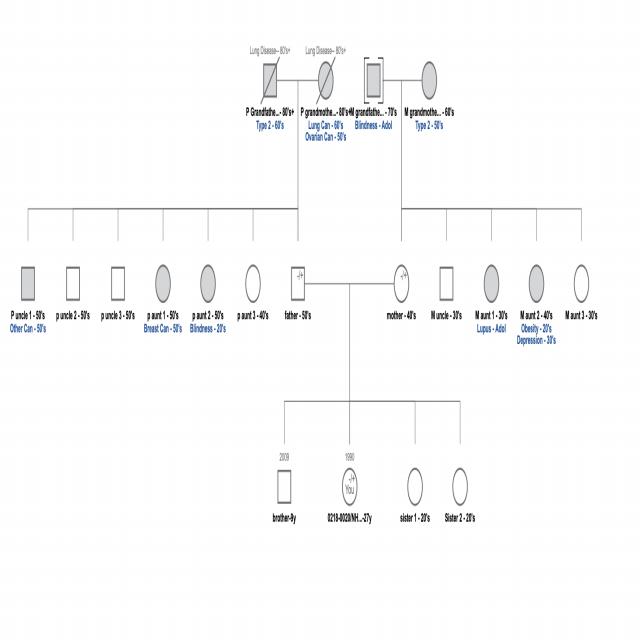 Lung Disease-- 80's+ Lung Disease-- 80's+
P Grandfathe...- 80's+ P grandmothe... - 80's+ M grandfathe... - 70's M grandmothe... - 60's
Type 2 - 60's Lung Can - 60's Blindness - Adol Type 2 - 50's
Ovarian Can - 50's
-/+ -/+
P uncle 1 - 50's p uncle 2 - 50's p uncle 3 - 50's p aunt 1 - 50's p aunt 2 - 50's p aunt 3 - 40's father - 50's mother - 40's M uncle - 30's M aunt 1 - 30's M aunt 2 - 40's M aunt 3 - 30's
Other Can - 50's Breast Can - 50's Blindness - 20's Lupus - Adol Obesity - 20's
Depression - 30's
2009 1990
-/+
You
brother-9y 0218-0020/NH...-27y sister 1 - 20's Sister 2 - 20's